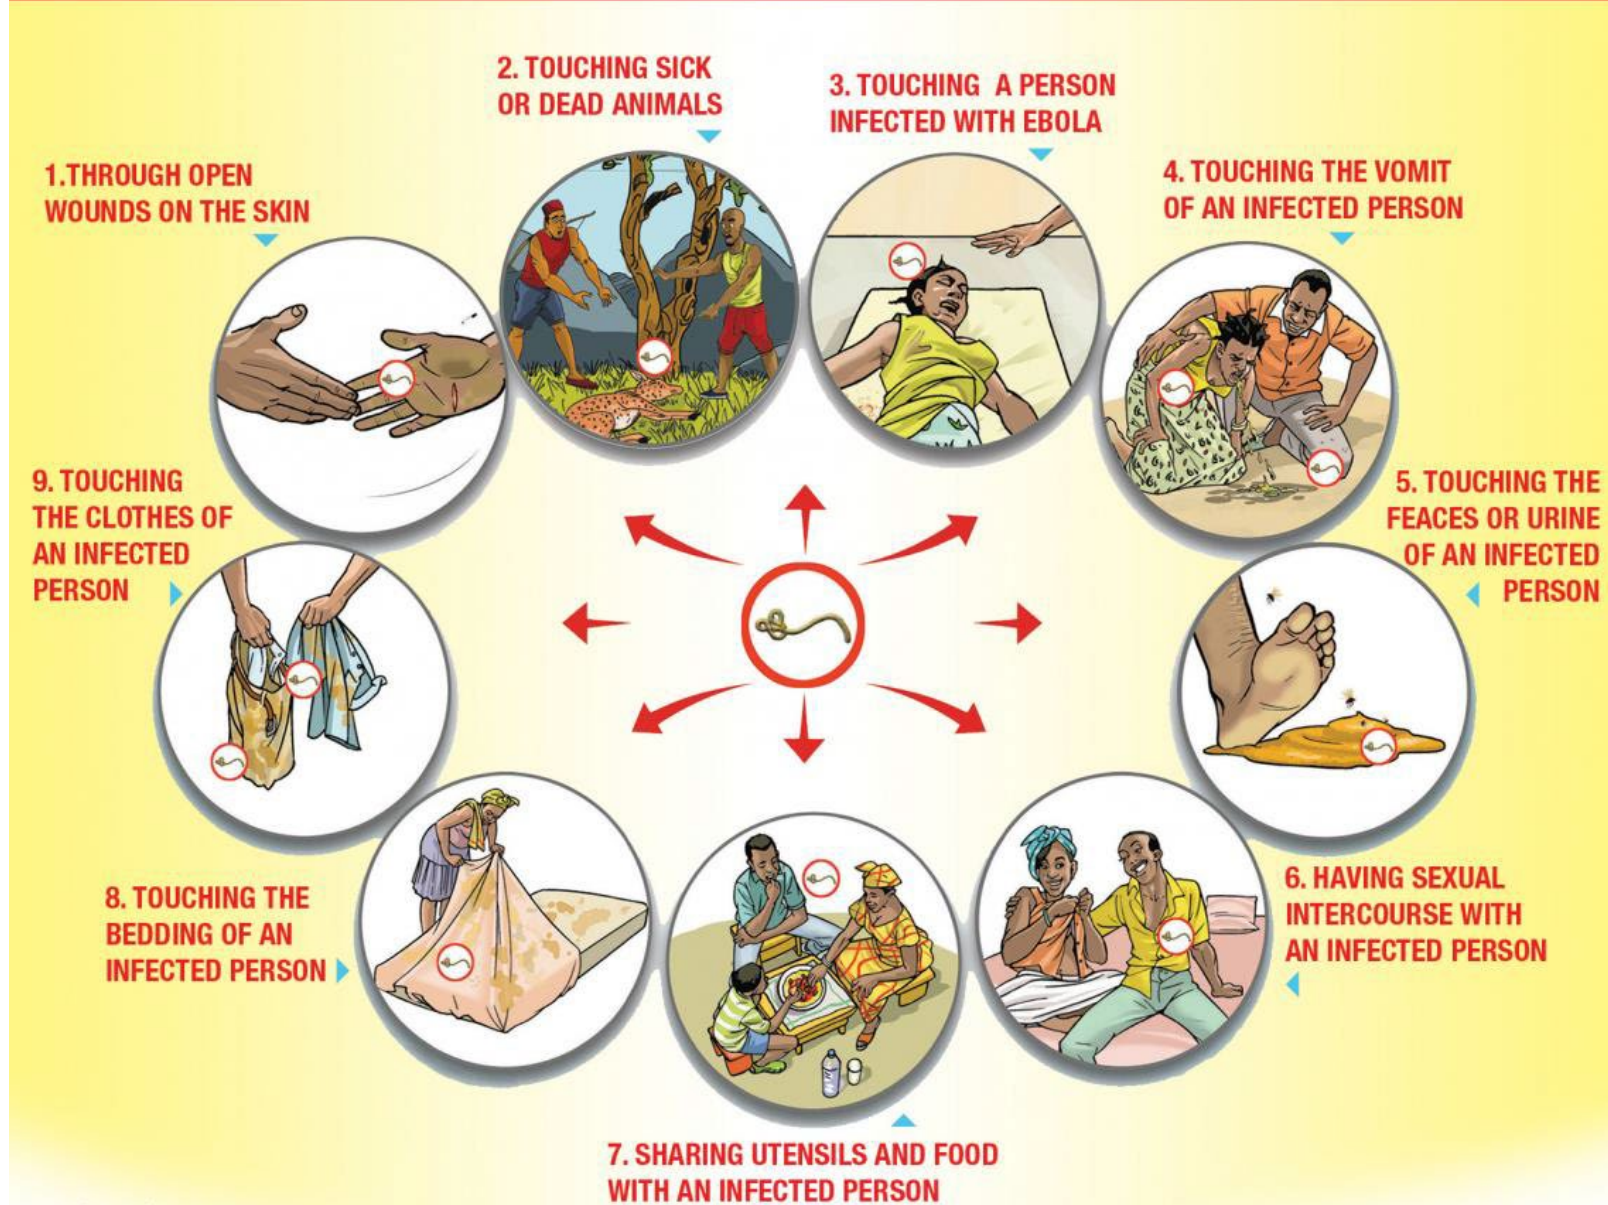 1.THROUGH OPEN
WOUNDS ON THE SKIN
2. TOUCHING SICK
OR DEAD ANIMALS
3. TOUCHING A PERSON
INFECTED WITH EBOLA
4. TOUCHING THE VOMIT
OF AN INFECTED PERSON
5. TOUCHING THE
FEACES OR URINE
OF AN INFECTED
PERSON
6. HAVING SEXUAL
INTERCOURSE WITH
AN INFECTED PERSON
7. SHARING UTENSILS AND FOOD
WITH AN INFECTED PERSON
8. TOUCHING THE
BEDDING OF AN
INFECTED PERSON
9. TOUCHING
THE CLOTHES OF
AN INFECTED
PERSON